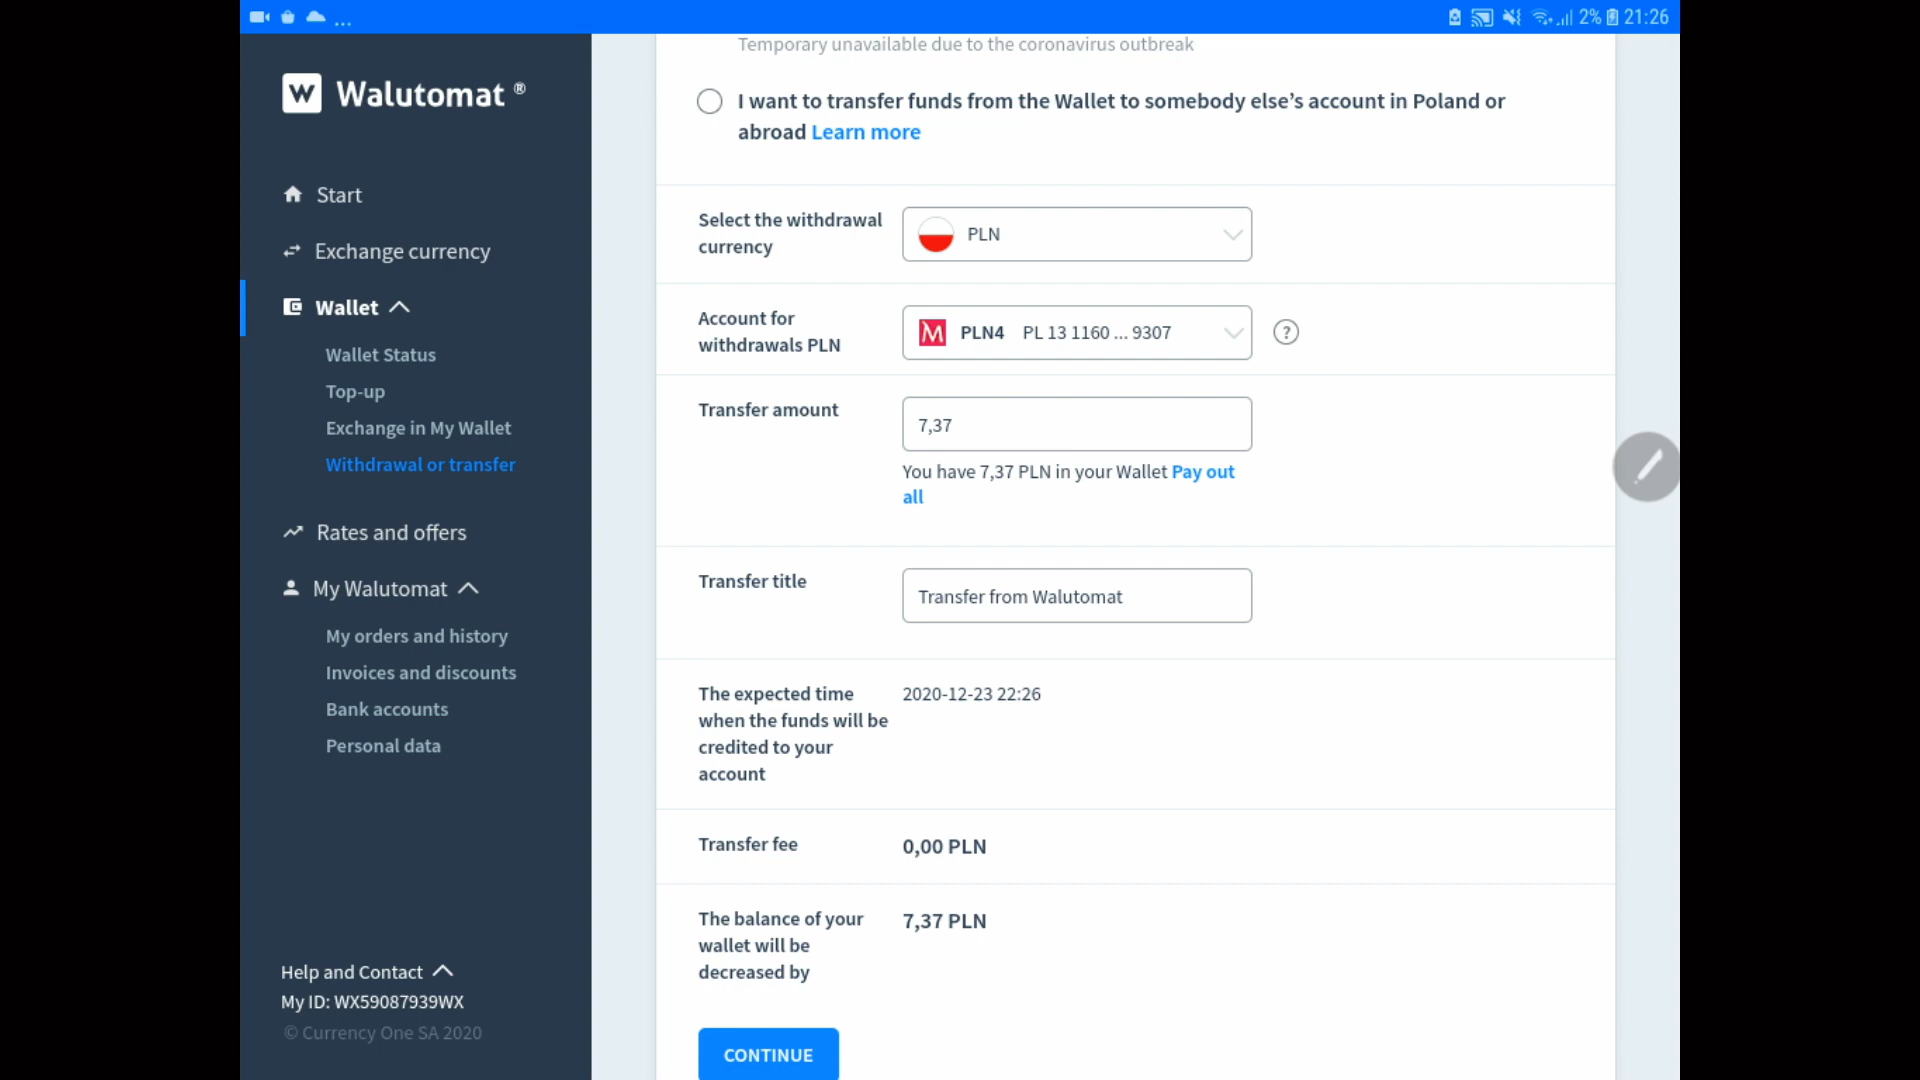 ... 2% 21:26
W Walutomat ®
Start
Exchange currency
Wallet
Wallet Status
Top-up
Exchange in My Wallet
Withdrawal or transfer
Rates and offers
My Walutomat
My orders and history
Invoices and discounts
Bank accounts
Personal data
Help and Contact
My ID: WX59087939WX
© Currency One SA 2020
Temporary unavailable due to the coronavirus outbreak
I want to transfer funds from the Wallet to somebody else’s account in Poland or
abroad Learn more
Select the withdrawal
currency
PLN
Account for
withdrawals PLN
M PLN4 PL 13 1160 ... 9307 ?
Transfer amount
7,37
You have 7,37 PLN in your Wallet Pay out
all
Transfer title
Transfer from Walutomat
The expected time
when the funds will be
credited to your
account
2020-12-23 22:26
Transfer fee
0,00 PLN
The balance of your
wallet will be
decreased by
7,37 PLN
CONTINUE